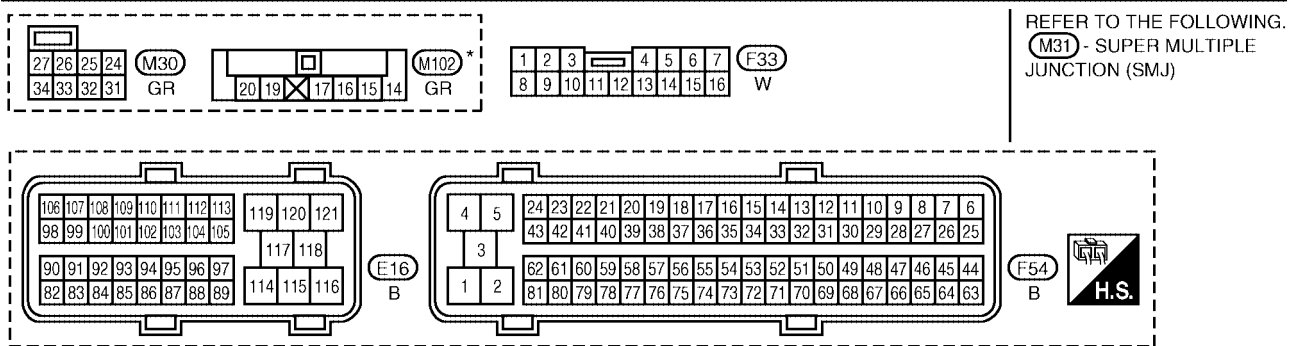 27 26 25 24
34 33 32 31
M30
GR
20 19 17 16 15 14
M102 *
GR
1 2 3 4 5 6 7
8 9 10 11 12 13 14 15 16
F33
W
REFER TO THE FOLLOWING.
M31 - SUPER MULTIPLE
JUNCTION (SMJ)
106 107 108 109 110 111 112 113
98 99 100 101 102 103 104 105
90 91 92 93 94 95 96 97
82 83 84 85 86 87 88 89
119 120 121
117 118
114 115 116
E16
B
4 5
3
1 2
24 23 22 21 20 19 18 17 16 15 14 13 12 11 10 9 8 7 6
43 42 41 40 39 38 37 36 35 34 33 32 31 30 29 28 27 26 25
62 61 60 59 58 57 56 55 54 53 52 51 50 49 48 47 46 45 44
81 80 79 78 77 76 75 74 73 72 71 70 69 68 67 66 65 64 63
F54
B
H.S.